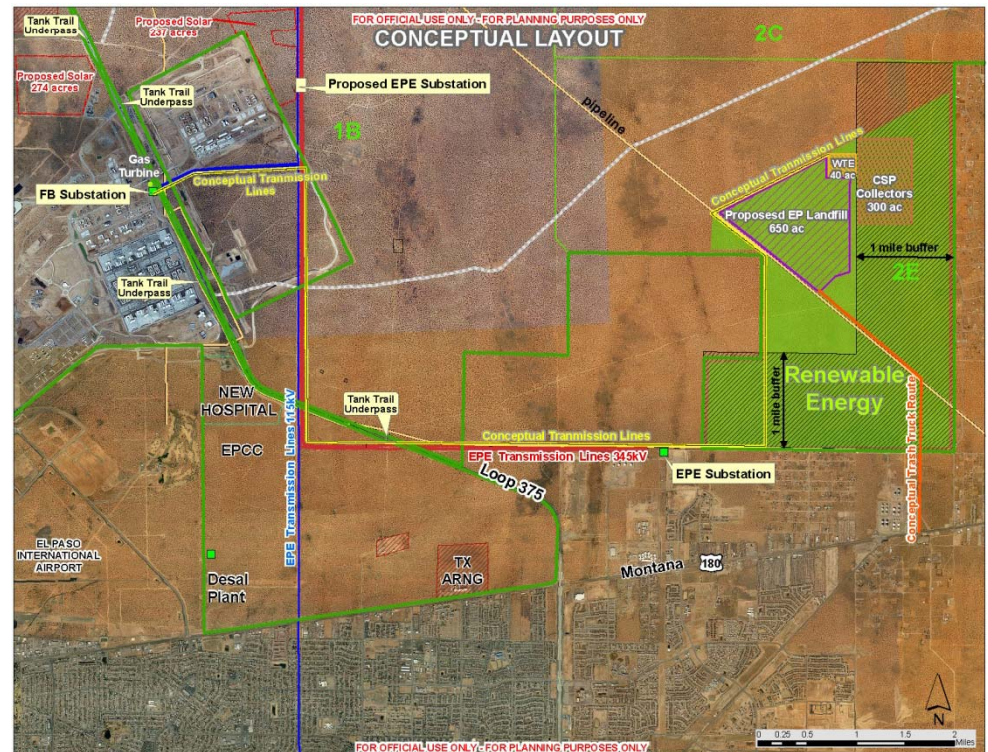 FOR OFFICIAL USE ONLY - FOR PLANNING PURPOSES ONLY
CONCEPTUAL LAYOUT
Tank Trail
Underpass
Proposed Solar
237 acres
2C
Proposed Solar
274 acres
Proposed EPE Substation
Tank Trail
Underpass
pipeline
1B
Gas
Turbine
FB Substation
Conceptual Tranmission
Lines
Conceptual Tranmission Lines
WTE
40 ac
CSP
Collectors
300 ac
Proposesd EP Landfill
650 ac
1 mile buffer
2E
Tank Trail
Underpass
NEW
HOSPITAL
EPCC
EPE Transmission Lines 115kV
Tank Trail
Underpass
1 mile buffer
Renewable
Energy
Conceptual Tranmission Lines
EPE Transmission Lines 345kV
EPE Substation
Loop 375
Conceptual Trash Truck Route
EL PASO
INTERNATIONAL
AIRPORT
Desal
Plant
TX
ARNG
Montana
180
N
0 0.25 0.5 1 1.5 2
Miles
FOR OFFICIAL USE ONLY - FOR PLANNING PURPOSES ONLY